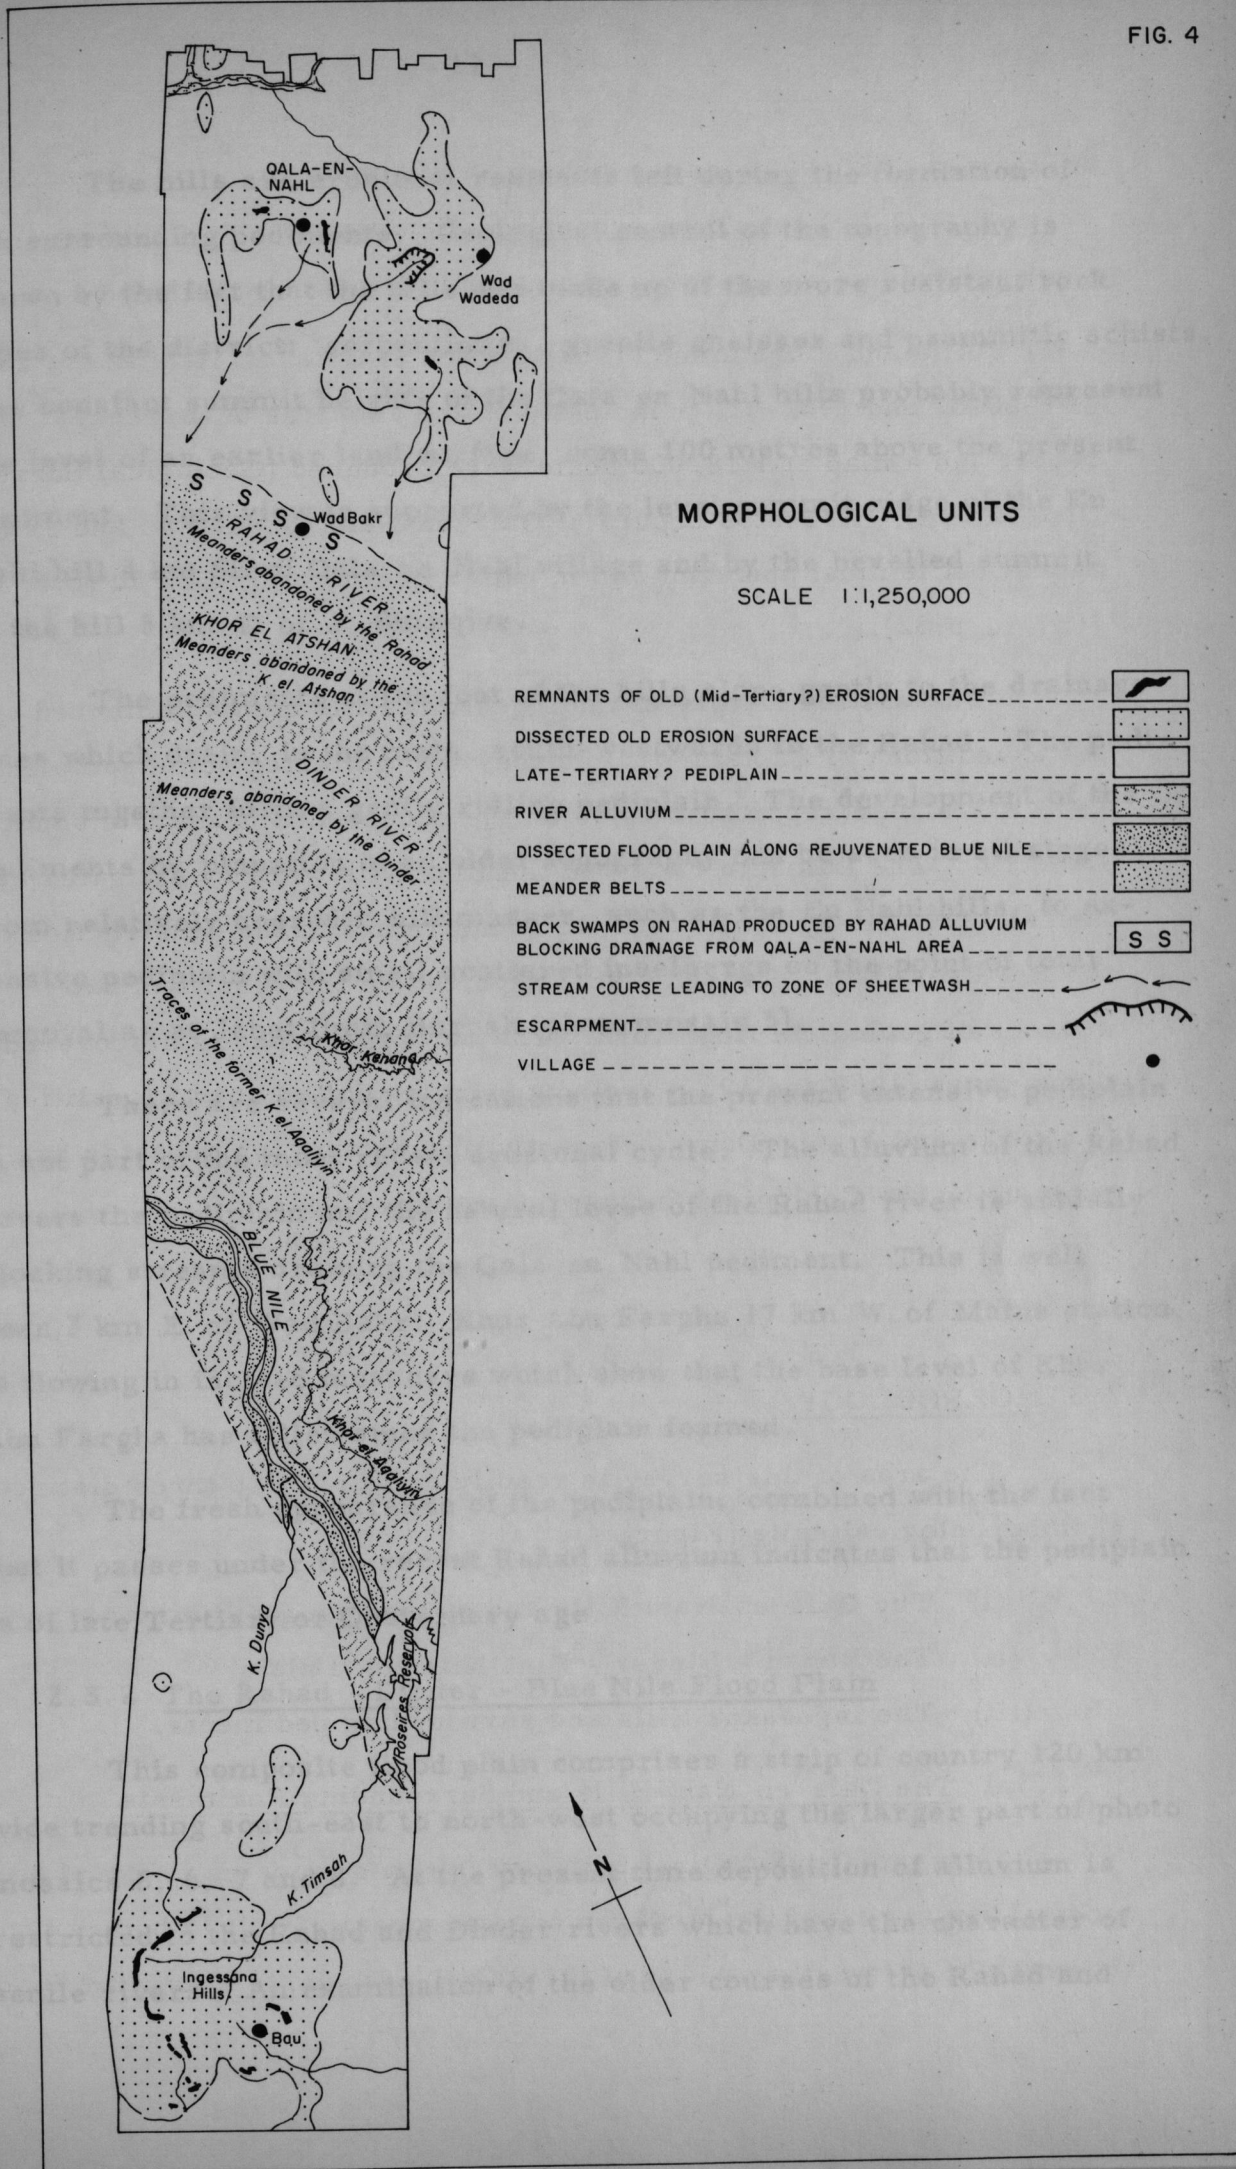 FIG. 4
QALA-EN-
NAHL
Wad
Wadeda
S S S S
Wad Bakr
RAHAD RIVER
Meanders abandoned by the Rahad
KHOR EL ATSHAN
Meanders abandoned by the
K. el. Atshan
DINDER RIVER
Meanders, abandoned by the Dinder
Traces of the former K el Aqaliyin
BLUE NILE
Khor el Aqaliyin
K. Dunya
Roseires Reservoir
K. Timsah
Ingessana
Hills
Bau
N
MORPHOLOGICAL UNITS
SCALE 1:1,250,000
REMNANTS OF OLD (Mid-Tertiary?) EROSION SURFACE
DISSECTED OLD EROSION SURFACE
LATE-TERTIARY? PEDIPLAIN
RIVER ALLUVIUM
DISSECTED FLOOD PLAIN ALONG REJUVENATED BLUE NILE
MEANDER BELTS
BACK SWAMPS ON RAHAD PRODUCED BY RAHAD ALLUVIUM
BLOCKING DRAINAGE FROM QALA-EN-NAHL AREA
S S
STREAM COURSE LEADING TO ZONE OF SHEETWASH
ESCARPMENT
VILLAGE